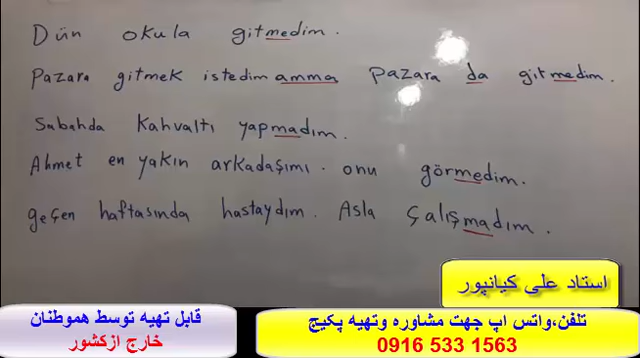 Dün okula gitmedim.
Pazara gitmek istedim amma pazara da gitmedim.
Sabahda kahvaltı yapmadım.
Ahmet en yakın arkadaşımı. onu görmedim.
geçen haftasında hastaydım. Asla çalışmadım.
استاد علی کیانپور
قابل تهیه توسط هموطنان
خارج ازکشور
تلفن،واتس اپ جهت مشاوره وتهیه پکیج
0916 533 1563